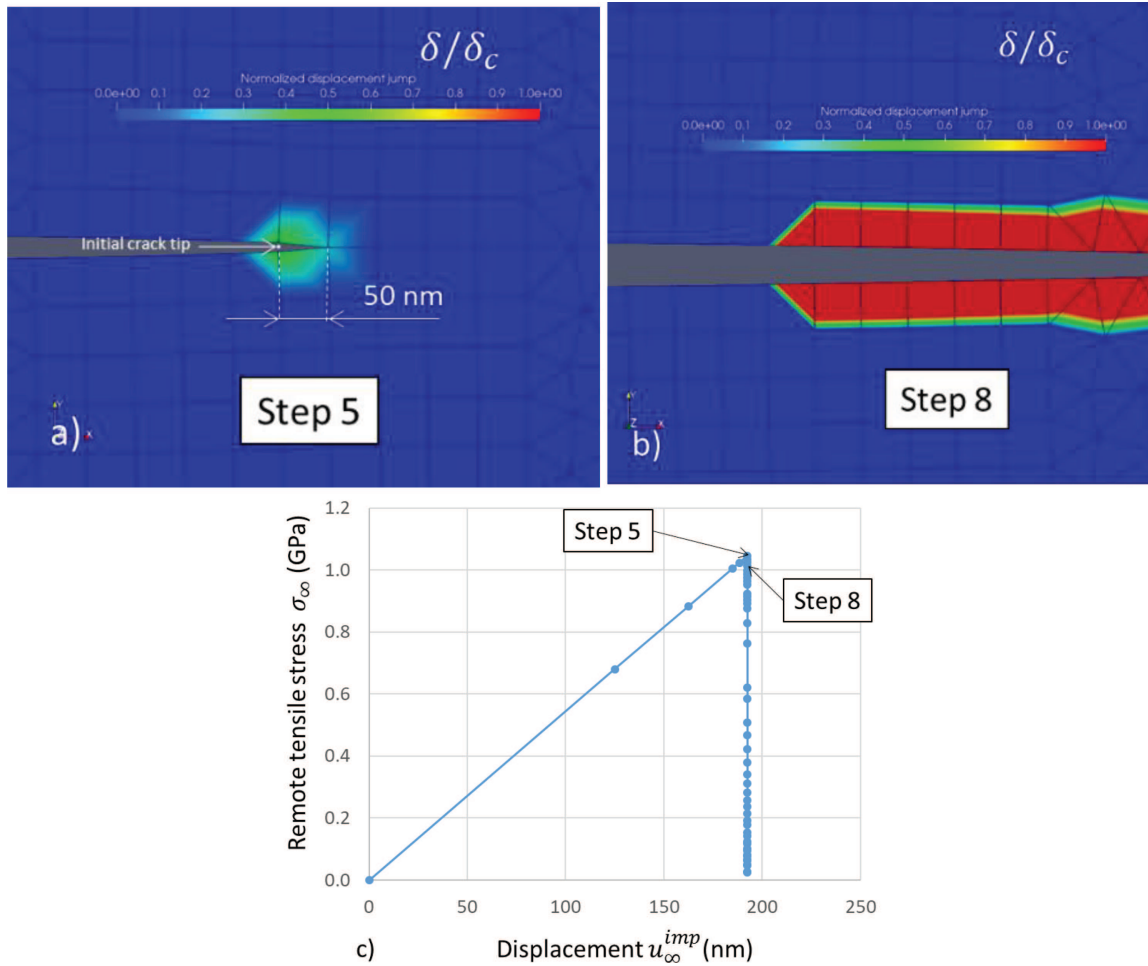 δ/δc
Normalized displacement jump
0.0e+00 0.1 0.2 0.3 0.4 0.5 0.6 0.7 0.8 0.9 1.0e+00
Initial crack tip
50 nm
Step 5
Y
X
a)
δ/δc
Normalized displacement jump
0.0e+00 0.1 0.2 0.3 0.4 0.5 0.6 0.7 0.8 0.9 1.0e+00
Step 8
Y
Z X
b)
Remote tensile stress σ∞ (GPa)
1.2
1.0
0.8
0.6
0.4
0.2
0.0
Step 5
Step 8
0 50 100 150 200 250
c) Displacement u∞^imp (nm)